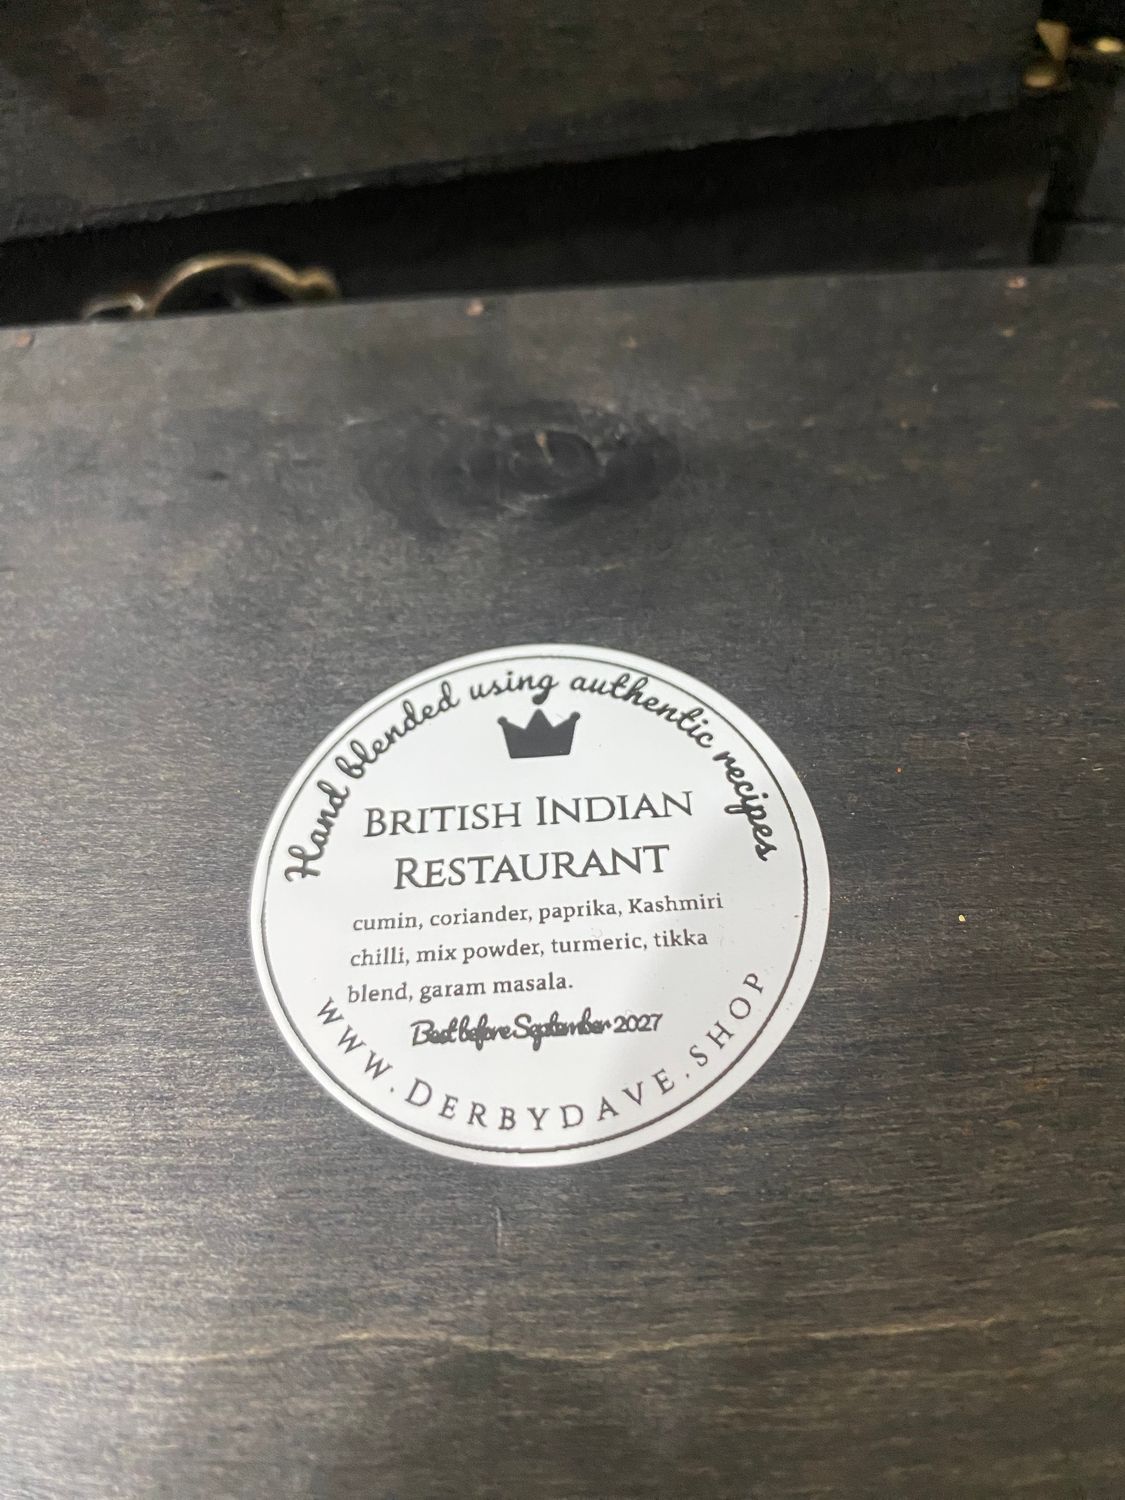 Hand blended using authentic recipes
BRITISH INDIAN
RESTAURANT
cumin, coriander, paprika, Kashmiri
chilli, mix powder, turmeric, tikka
blend, garam masala.
Best before September 2027
WWW.DERBYDAVE.SHOP